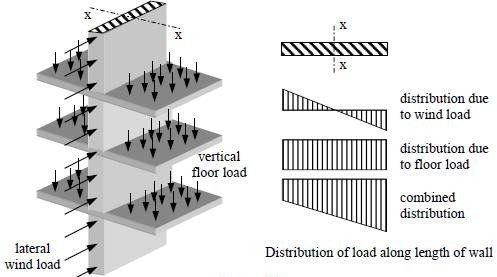 x
x
vertical
floor load
lateral
wind load
x
x
distribution due
to wind load
distribution due
to floor load
combined
distribution
Distribution of load along length of wall